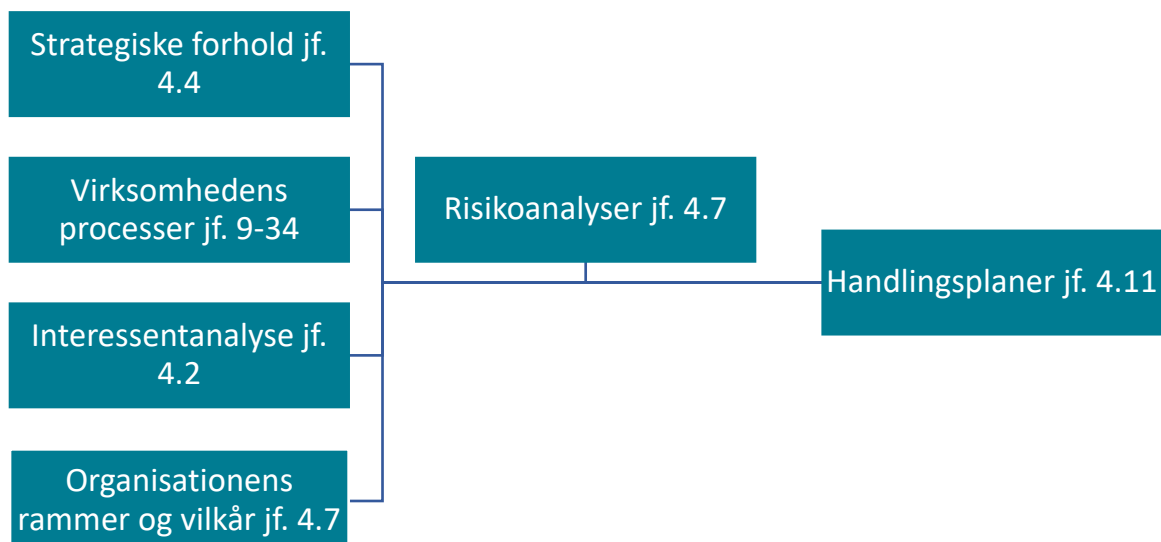 Strategiske forhold jf.
4.4
Virksomhedens
processer jf. 9-34
Interessentanalyse jf.
4.2
Organisationens
rammer og vilkår jf. 4.7
Risikoanalyser jf. 4.7
Handlingsplaner jf. 4.11